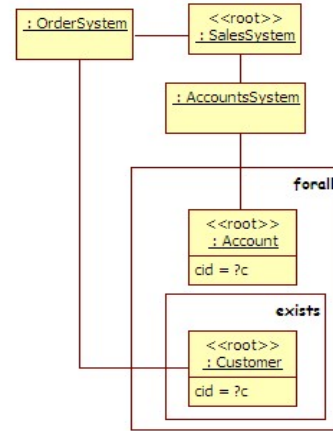 : OrderSystem
<<root>>
: SalesSystem
: AccountsSystem
forall
<<root>>
: Account
cid = ?c
exists
<<root>>
: Customer
cid = ?c